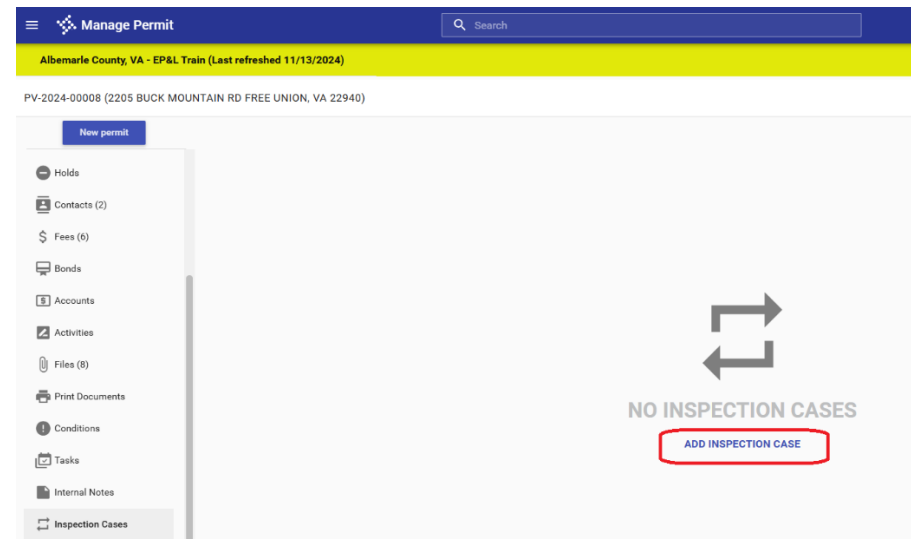 Manage Permit
Search
Albemarle County, VA - EP&L Train (Last refreshed 11/13/2024)
PV-2024-00008 (2205 BUCK MOUNTAIN RD FREE UNION, VA 22940)
New permit
Holds
Contacts (2)
Fees (6)
Bonds
Accounts
Activities
Files (8)
Print Documents
Conditions
Tasks
Internal Notes
Inspection Cases
NO INSPECTION CASES
ADD INSPECTION CASE